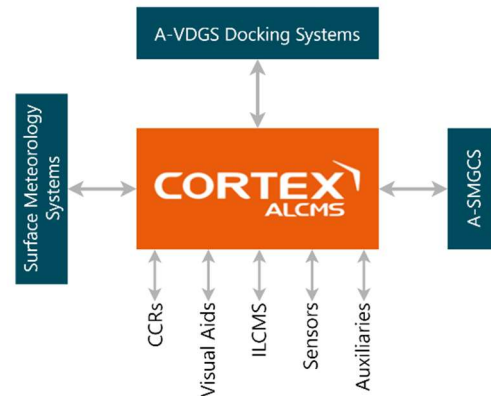 A-VDGS Docking Systems
Surface Meteorology
Systems
CORTEX
ALCMS
A-SMGCS
CCRs
Visual Aids
ILCMS
Sensors
Auxiliaries